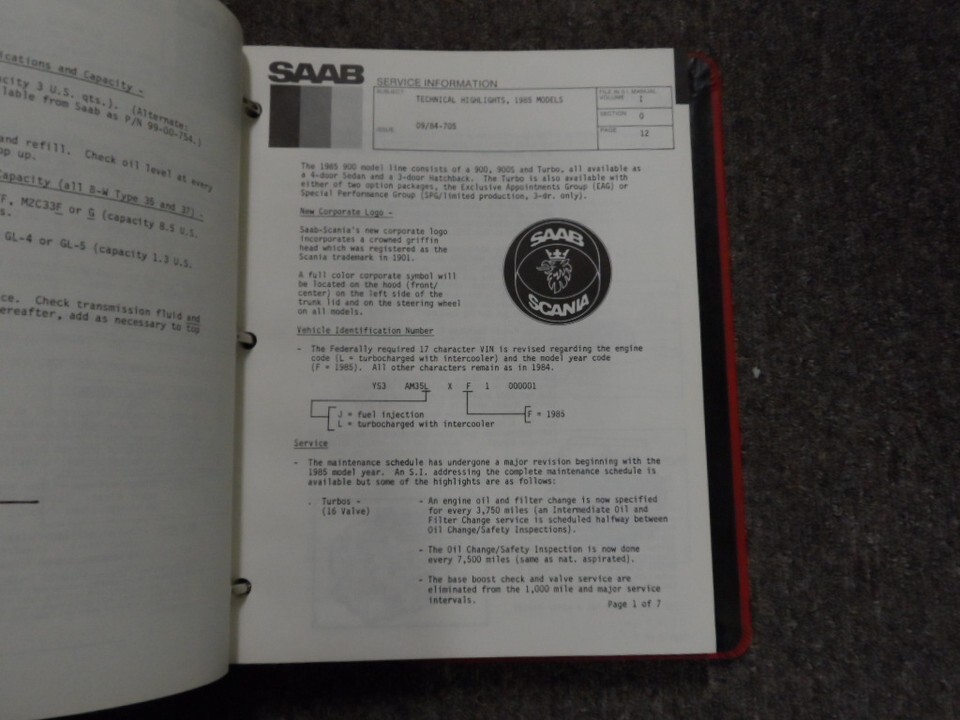 ications and Capacity -
city 3 U.S. qts.). (Alternate:
lable from Saab as P/N 99-00-754.)
and refill. Check oil level at every
op up.
Capacity (all B-W Type 35 and 37) -
F, M2C33F or G (capacity 8.5 U.S.
s.
GL-4 or GL-5 (capacity 1.3 U.S.
ce. Check transmission fluid and
ereafter, add as necessary to top
SAAB
SERVICE INFORMATION
SUBJECT
TECHNICAL HIGHLIGHTS, 1985 MODELS
ISSUE
09/84-705
FILE IN S.I. MANUAL
VOLUME I
SECTION 0
PAGE 12
The 1985 900 model line consists of a 900, 900S and Turbo, all available as
a 4-door Sedan and a 3-door Hatchback. The Turbo is also available with
either of two option packages, the Exclusive Appointments Group (EAG) or
Special Performance Group (SPG/limited production, 3-dr. only).
New Corporate Logo -
Saab-Scania's new corporate logo
incorporates a crowned griffin
head which was registered as the
Scania trademark in 1901.
A full color corporate symbol will
be located on the hood (front/
center) on the left side of the
trunk lid and on the steering wheel
on all models.
SAAB
SCANIA
Vehicle Identification Number
- The Federally required 17 character VIN is revised regarding the engine
code (L = turbocharged with intercooler) and the model year code
(F = 1985). All other characters remain as in 1984.
YS3 AM35L X F 1 000001
J = fuel injection
L = turbocharged with intercooler
F = 1985
Service
- The maintenance schedule has undergone a major revision beginning with the
1985 model year. An S.I. addressing the complete maintenance schedule is
available but some of the highlights are as follows:
. Turbos -
(16 Valve)
- An engine oil and filter change is now specified
for every 3,750 miles (an Intermediate Oil and
Filter Change service is scheduled halfway between
Oil Change/Safety Inspections).
- The Oil Change/Safety Inspection is now done
every 7,500 miles (same as nat. aspirated).
- The base boost check and valve service are
eliminated from the 1,000 mile and major service
intervals.
Page 1 of 7